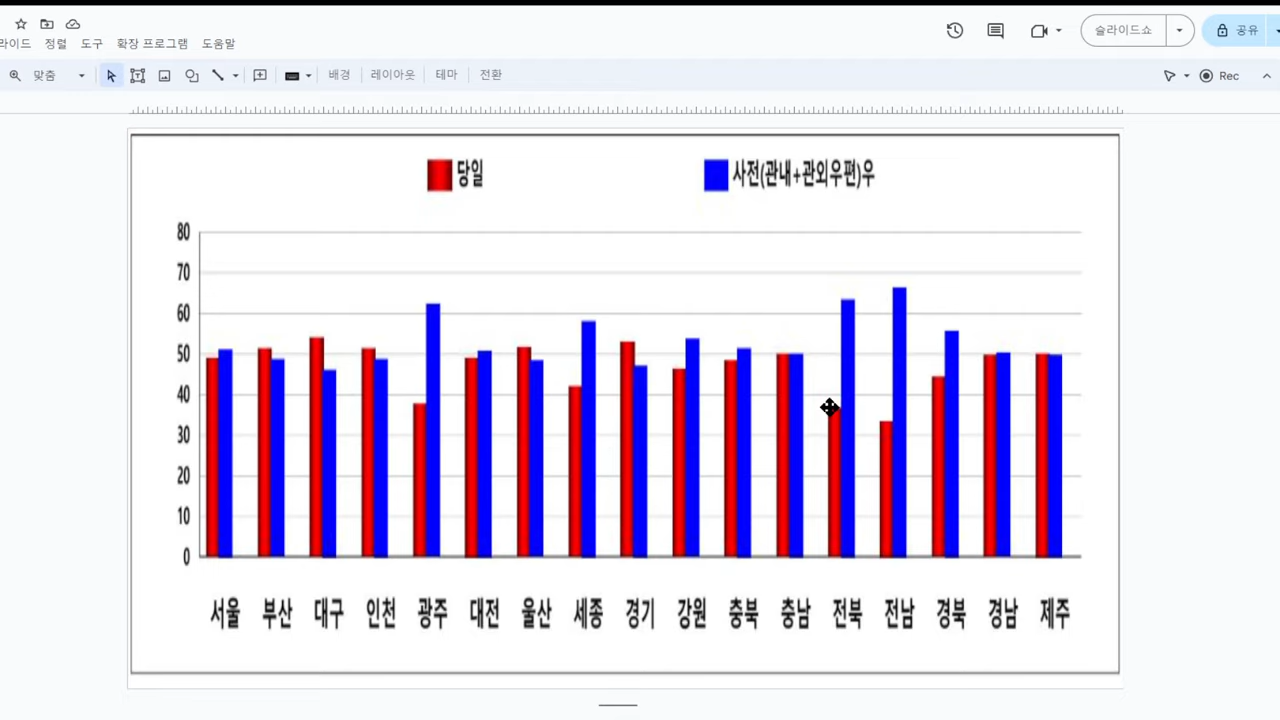 라이드 정렬 도구 확장 프로그램 도움말
슬라이드쇼
공유
맞춤
배경 레이아웃 테마 전환
Rec
당일 사전(관내+관외우편)우
80
70
60
50
40
30
20
10
0
서울 부산 대구 인천 광주 대전 울산 세종 경기 강원 충북 충남 전북 전남 경북 경남 제주